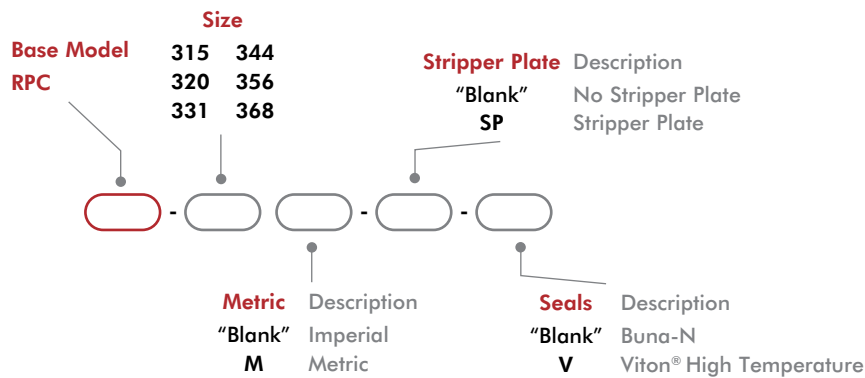 Size
Base Model
RPC
315 344
320 356
331 368
Stripper Plate Description
“Blank” No Stripper Plate
SP Stripper Plate
- - -
Metric Description
“Blank” Imperial
M Metric
Seals Description
“Blank” Buna-N
V Viton® High Temperature